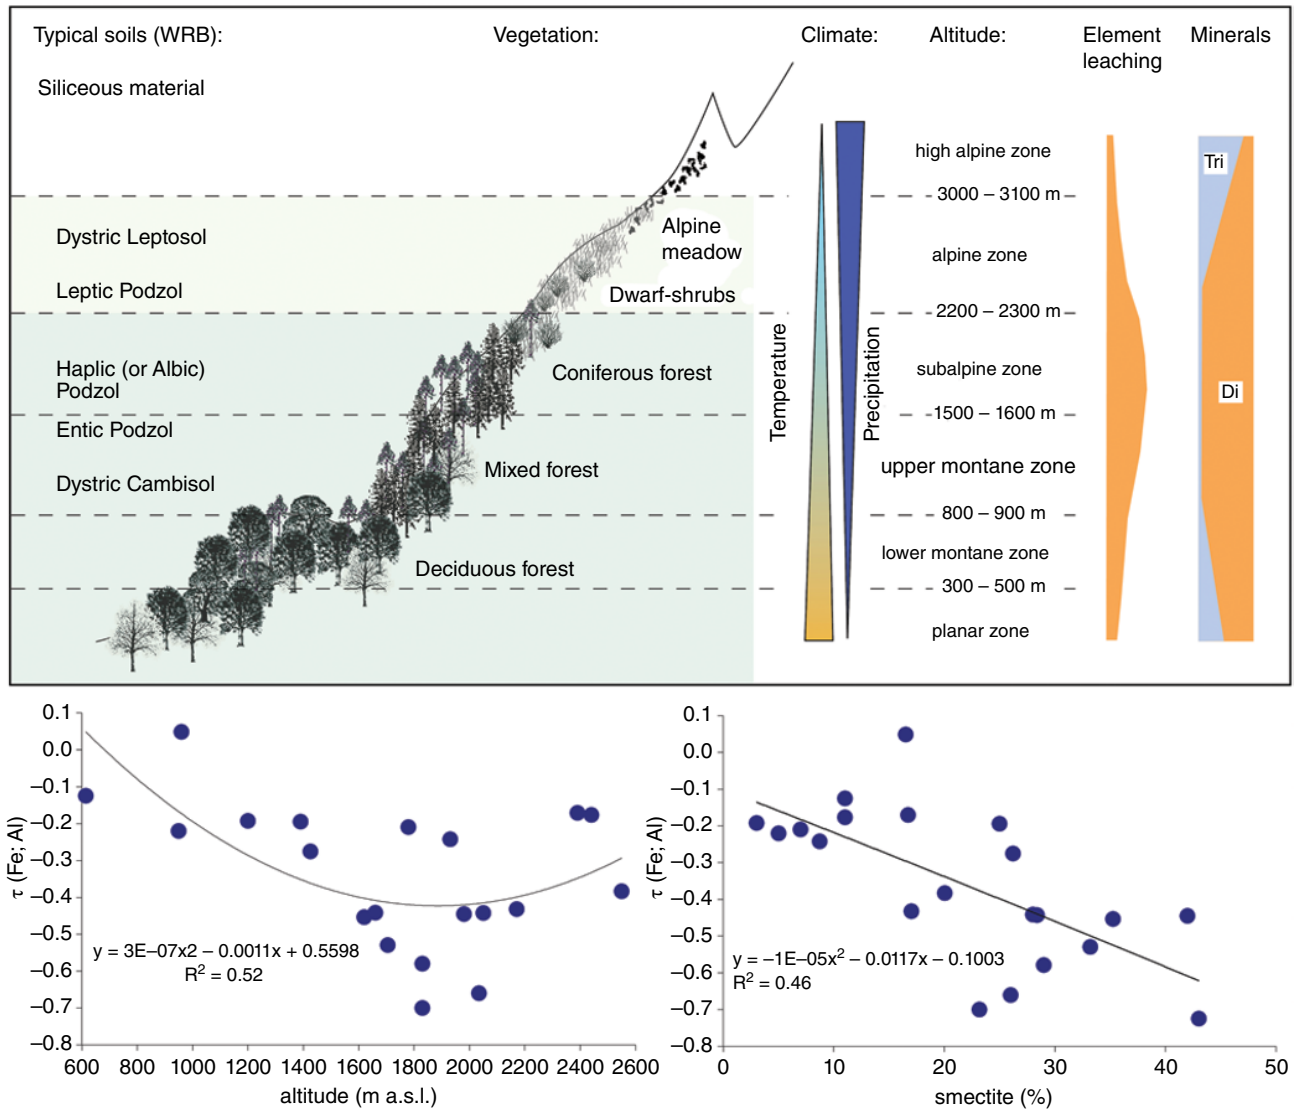 Typical soils (WRB):
Vegetation:
Climate:
Altitude:
Element
leaching
Minerals
Siliceous material
high alpine zone
Tri
3000 – 3100 m
Dystric Leptosol
Alpine
meadow
alpine zone
Leptic Podzol
Dwarf-shrubs
2200 – 2300 m
Temperature
Precipitation
Haplic (or Albic)
Podzol
Coniferous forest
subalpine zone
Di
1500 – 1600 m
Entic Podzol
Mixed forest
upper montane zone
Dystric Cambisol
800 – 900 m
Deciduous forest
lower montane zone
300 – 500 m
planar zone
0.1
0.0
–0.1
–0.2
–0.3
–0.4
–0.5
–0.6
–0.7
–0.8
τ (Fe; Al)
y = 3E–07x2 – 0.0011x + 0.5598
R² = 0.52
600 800 1000 1200 1400 1600 1800 2000 2200 2400 2600
altitude (m a.s.l.)
0.1
0.0
–0.1
–0.2
–0.3
–0.4
–0.5
–0.6
–0.7
–0.8
τ (Fe; Al)
y = –1E–05x² – 0.0117x – 0.1003
R² = 0.46
0 10 20 30 40 50
smectite (%)